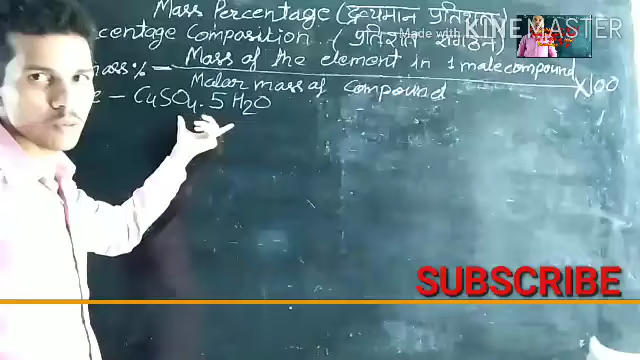 Mass Percentage (द्रव्यमान प्रतिशत)
centage Composition (प्रतिशत संगठन)
Made with KINEMASTER
mass% - Mass of the element in 1 mole compound
Molar mass of compound ×100
e - CuSO4.5H2O
SUBSCRIBE